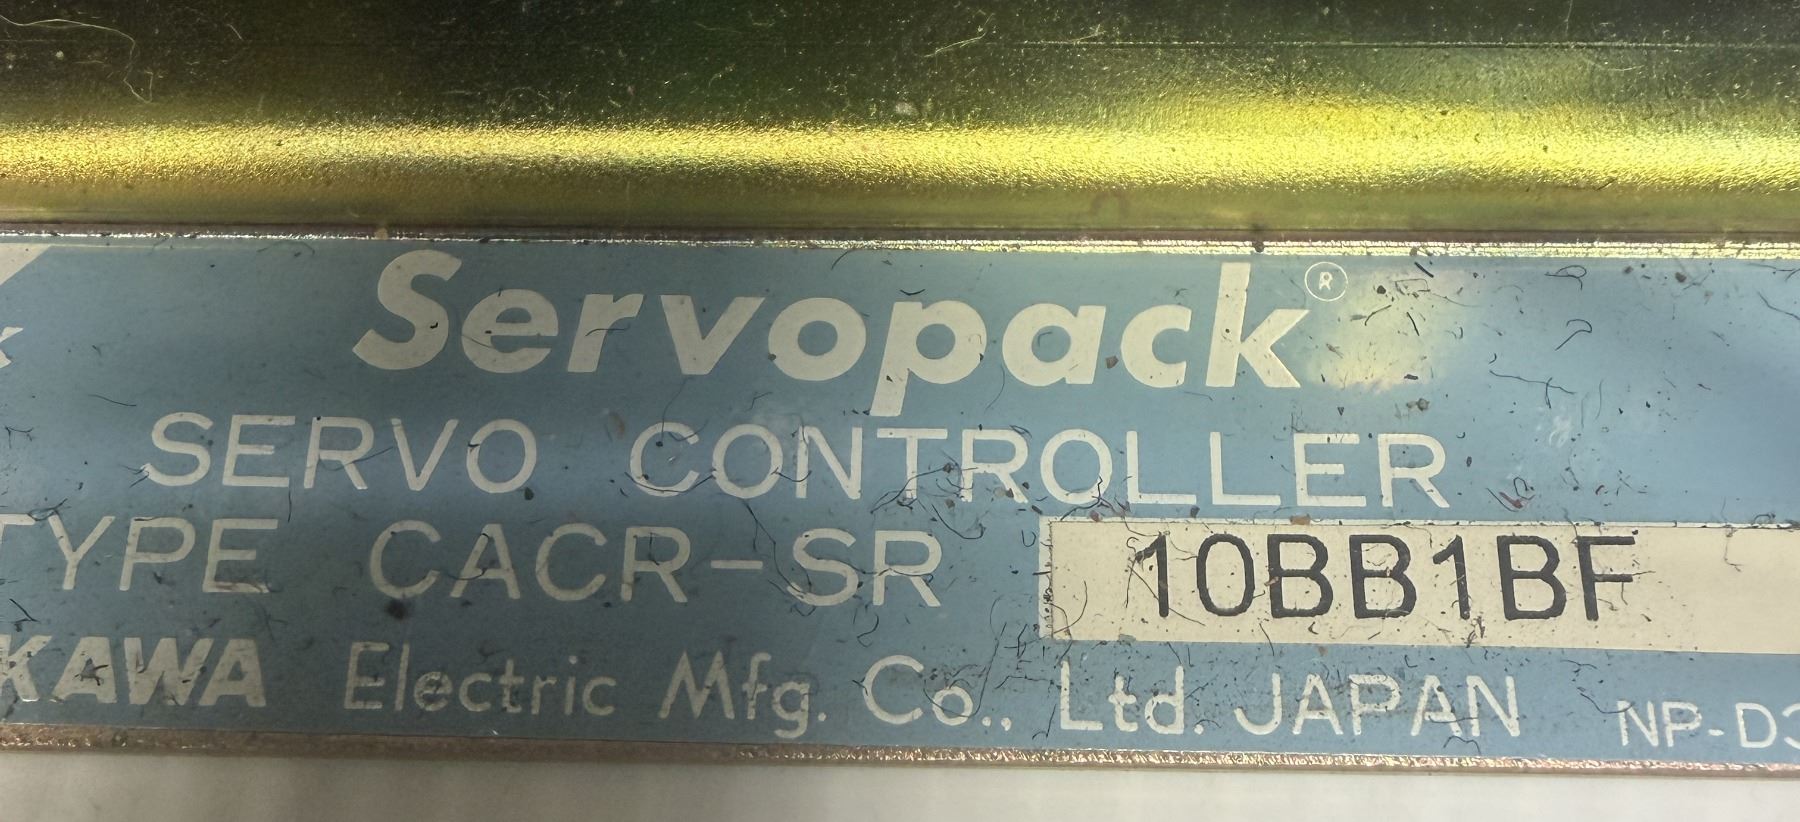 Servopack®
SERVO CONTROLLER
TYPE CACR-SR 10BB1BF
KAWA Electric Mfg. Co., Ltd. JAPAN NP-D3